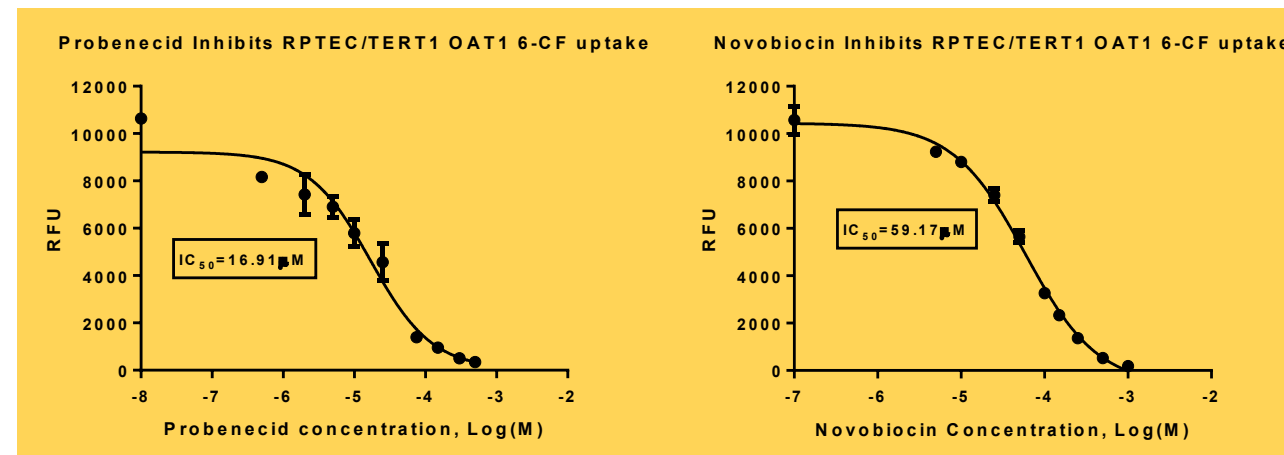 Probenecid Inhibits RPTEC/TERT1 OAT1 6-CF uptake
12000
10000
8000
6000
4000
2000
0
RFU
IC50=16.91µM
-8 -7 -6 -5 -4 -3 -2
Probenecid concentration, Log(M)
Novobiocin Inhibits RPTEC/TERT1 OAT1 6-CF uptake
12000
10000
8000
6000
4000
2000
0
RFU
IC50=59.17µM
-7 -6 -5 -4 -3 -2
Novobiocin Concentration, Log(M)